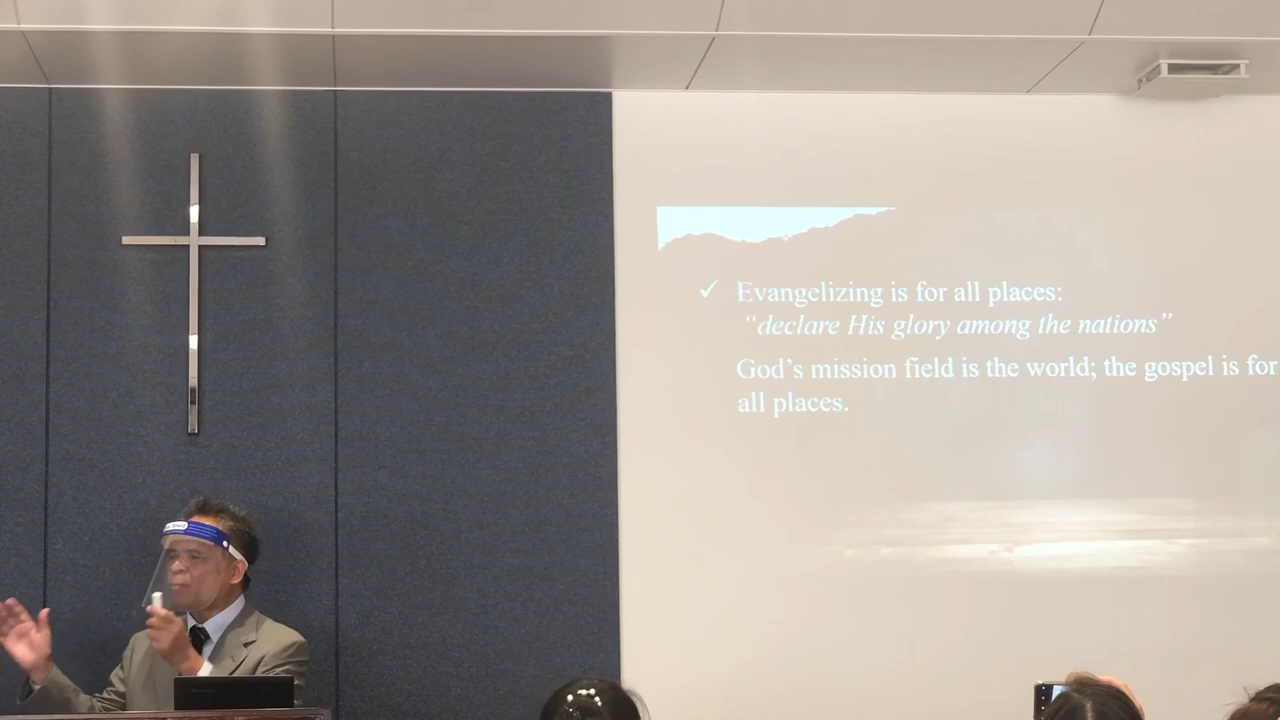 ✓ Evangelizing is for all places:
“declare His glory among the nations”
God’s mission field is the world; the gospel is for
all places.